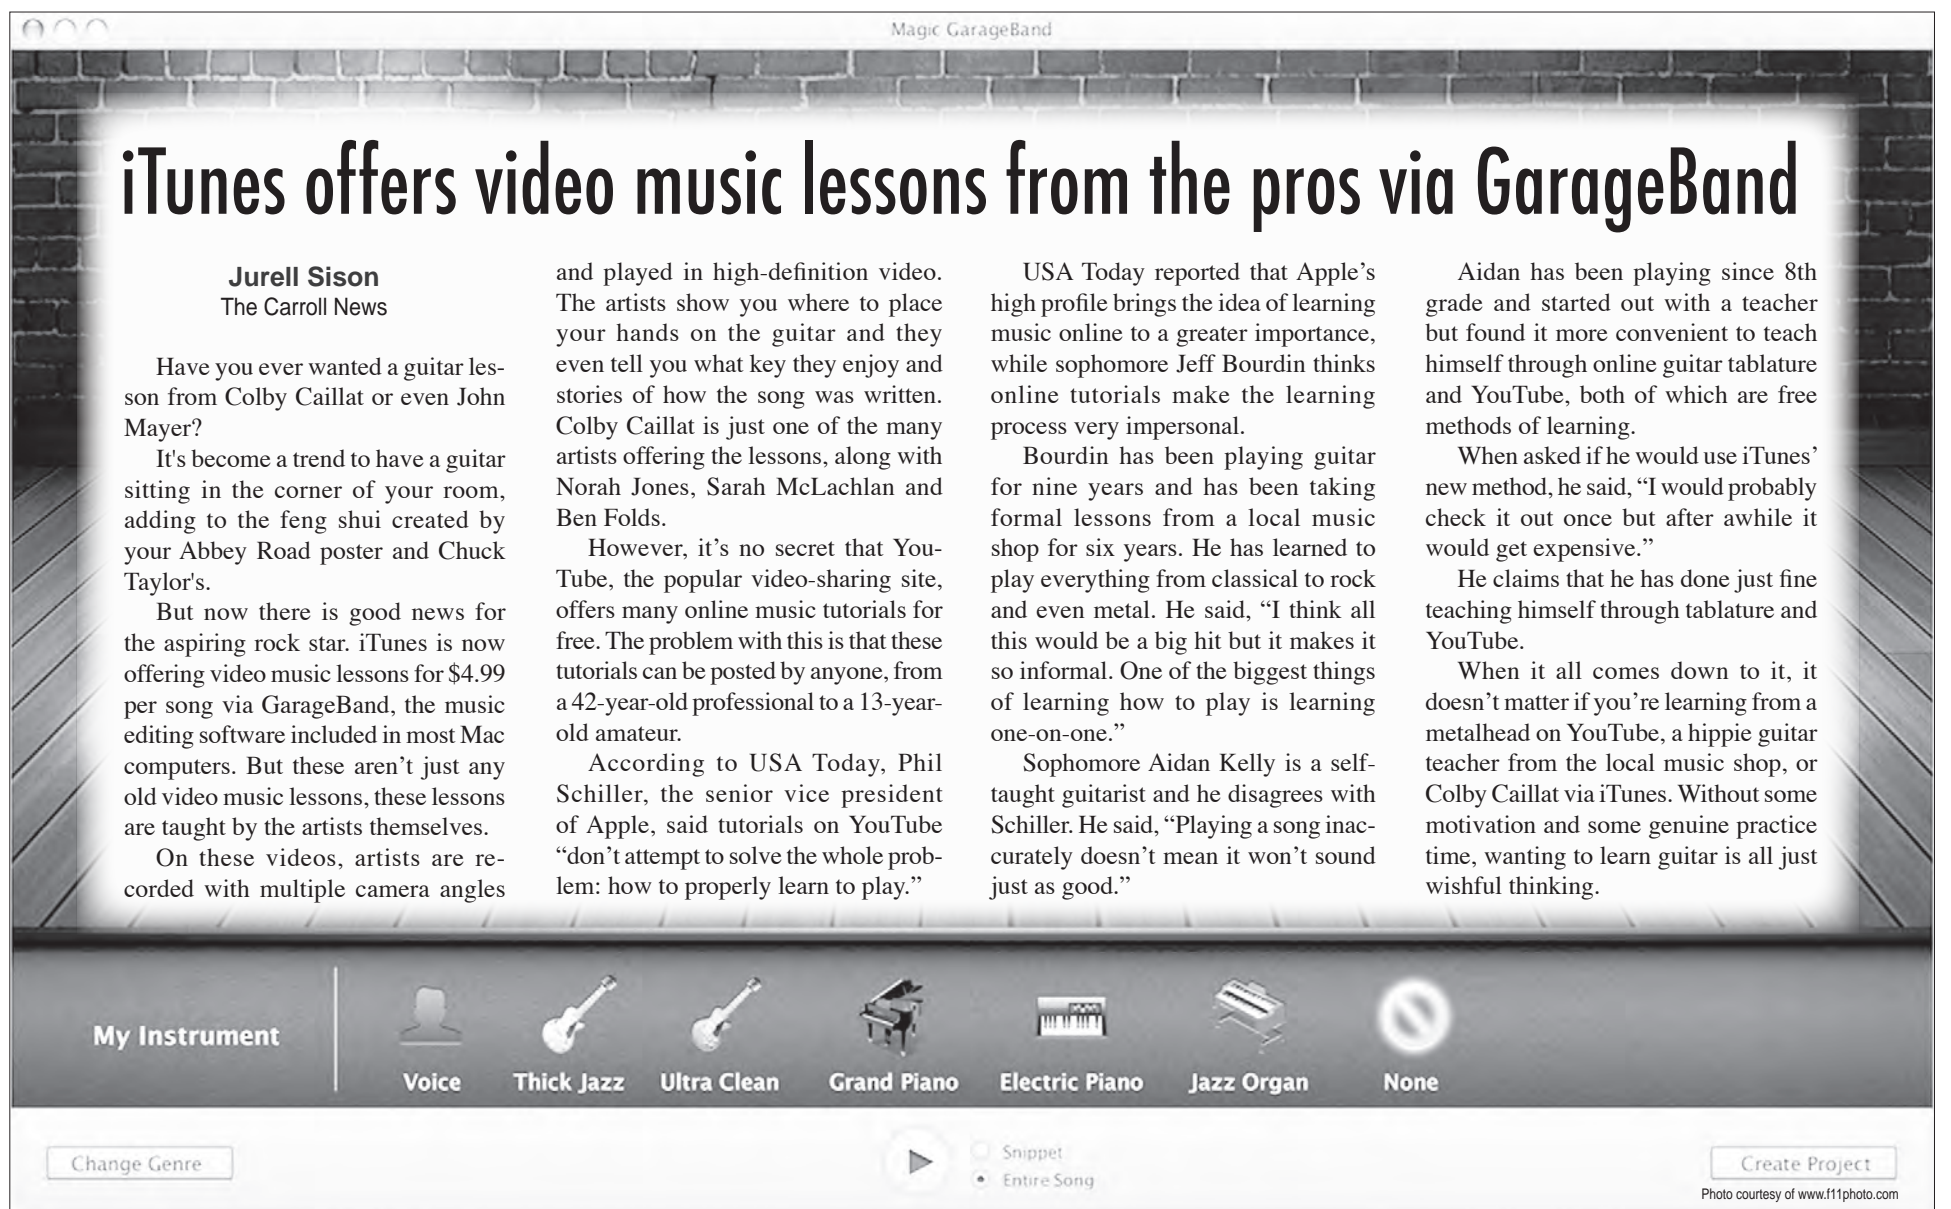 Magic GarageBand
iTunes offers video music lessons from the pros via GarageBand
Jurell Sison
The Carroll News
Have you ever wanted a guitar les-
son from Colby Caillat or even John
Mayer?
It's become a trend to have a guitar
sitting in the corner of your room,
adding to the feng shui created by
your Abbey Road poster and Chuck
Taylor's.
But now there is good news for
the aspiring rock star. iTunes is now
offering video music lessons for $4.99
per song via GarageBand, the music
editing software included in most Mac
computers. But these aren't just any
old video music lessons, these lessons
are taught by the artists themselves.
On these videos, artists are re-
corded with multiple camera angles
and played in high-definition video.
The artists show you where to place
your hands on the guitar and they
even tell you what key they enjoy and
stories of how the song was written.
Colby Caillat is just one of the many
artists offering the lessons, along with
Norah Jones, Sarah McLachlan and
Ben Folds.
However, it’s no secret that You-
Tube, the popular video-sharing site,
offers many online music tutorials for
free. The problem with this is that these
tutorials can be posted by anyone, from
a 42-year-old professional to a 13-year-
old amateur.
According to USA Today, Phil
Schiller, the senior vice president
of Apple, said tutorials on YouTube
“don’t attempt to solve the whole prob-
lem: how to properly learn to play.”
USA Today reported that Apple’s
high profile brings the idea of learning
music online to a greater importance,
while sophomore Jeff Bourdin thinks
online tutorials make the learning
process very impersonal.
Bourdin has been playing guitar
for nine years and has been taking
formal lessons from a local music
shop for six years. He has learned to
play everything from classical to rock
and even metal. He said, “I think all
this would be a big hit but it makes it
so informal. One of the biggest things
of learning how to play is learning
one-on-one.”
Sophomore Aidan Kelly is a self-
taught guitarist and he disagrees with
Schiller. He said, “Playing a song inac-
curately doesn’t mean it won’t sound
just as good.”
Aidan has been playing since 8th
grade and started out with a teacher
but found it more convenient to teach
himself through online guitar tablature
and YouTube, both of which are free
methods of learning.
When asked if he would use iTunes’
new method, he said, “I would probably
check it out once but after awhile it
would get expensive.”
He claims that he has done just fine
teaching himself through tablature and
YouTube.
When it all comes down to it, it
doesn’t matter if you’re learning from a
metalhead on YouTube, a hippie guitar
teacher from the local music shop, or
Colby Caillat via iTunes. Without some
motivation and some genuine practice
time, wanting to learn guitar is all just
wishful thinking.
My Instrument
Voice
Thick Jazz
Ultra Clean
Grand Piano
Electric Piano
Jazz Organ
None
Change Genre
Snippet
Entire Song
Create Project
Photo courtesy of www.f11photo.com